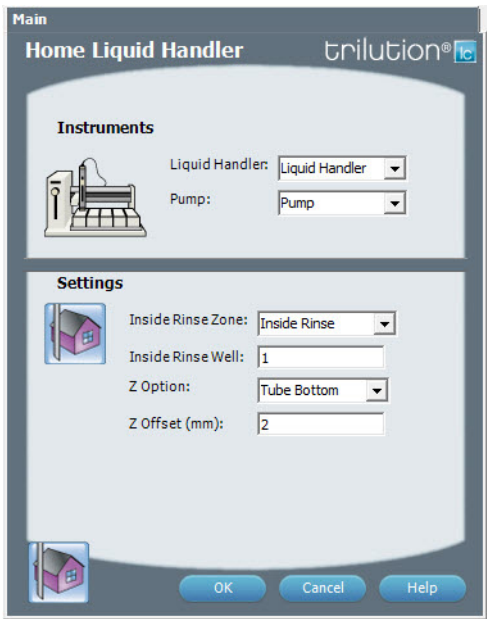 Main
Home Liquid Handler trilution® lc
Instruments
Liquid Handler: Liquid Handler
Pump: Pump
Settings
Inside Rinse Zone: Inside Rinse
Inside Rinse Well: 1
Z Option: Tube Bottom
Z Offset (mm): 2
OK Cancel Help